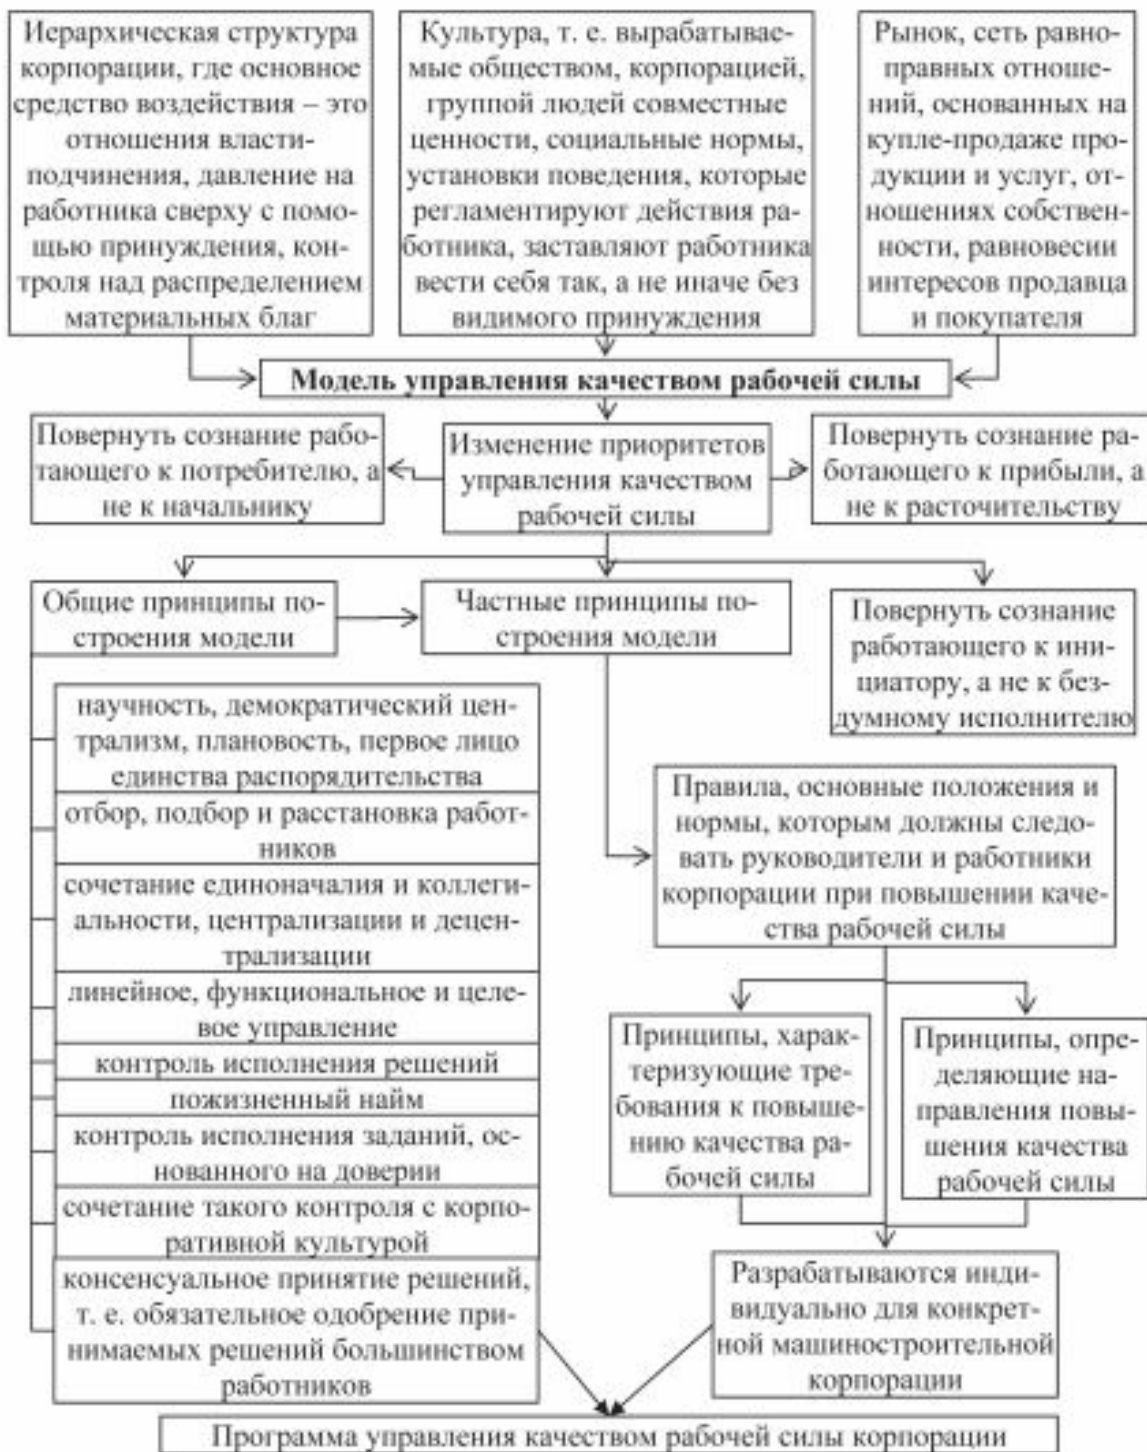 Иерархическая структура
корпорации, где основное
средство воздействия – это
отношения власти-
подчинения, давление на
работника сверху с помо-
щью принуждения, кон-
троля над распределением
материальных благ
Культура, т. е. вырабатывае-
мые обществом, корпорацией,
группой людей совместные
ценности, социальные нормы,
установки поведения, которые
регламентируют действия ра-
ботника, заставляют работника
вести себя так, а не иначе без
видимого принуждения
Рынок, сеть равно-
правных отноше-
ний, основанных на
купле-продаже про-
дукции и услуг, от-
ношениях собствен-
ности, равновесии
интересов продавца
и покупателя
Модель управления качеством рабочей силы
Повернуть сознание рабо-
тающего к потребителю, а
не к начальнику
Изменение приоритетов
управления качеством
рабочей силы
Повернуть сознание ра-
ботающего к прибыли, а
не к расточительству
Общие принципы по-
строения модели
Частные принципы по-
строения модели
Повернуть сознание
работающего к ини-
циатору, а не к без-
думному исполнителю
научность, демократический цен-
трализм, плановость, первое лицо
единства распорядительства
отбор, подбор и расстановка работ-
ников
сочетание единоначалия и коллеги-
альности, централизации и децен-
трализации
линейное, функциональное и целе-
вое управление
контроль исполнения решений
пожизненный найм
контроль исполнения заданий, ос-
нованного на доверии
сочетание такого контроля с корпо-
ративной культурой
консенсуальное принятие решений,
т. е. обязательное одобрение при-
нимаемых решений большинством
работников
Правила, основные положения и
нормы, которым должны следо-
вать руководители и работники
корпорации при повышении каче-
ства рабочей силы
Принципы, харак-
теризующие тре-
бования к повыше-
нию качества ра-
бочей силы
Принципы, опре-
деляющие на-
правления повы-
шения качества
рабочей силы
Разрабатываются инди-
видуально для конкрет-
ной машиностроительной
корпорации
Программа управления качеством рабочей силы корпорации